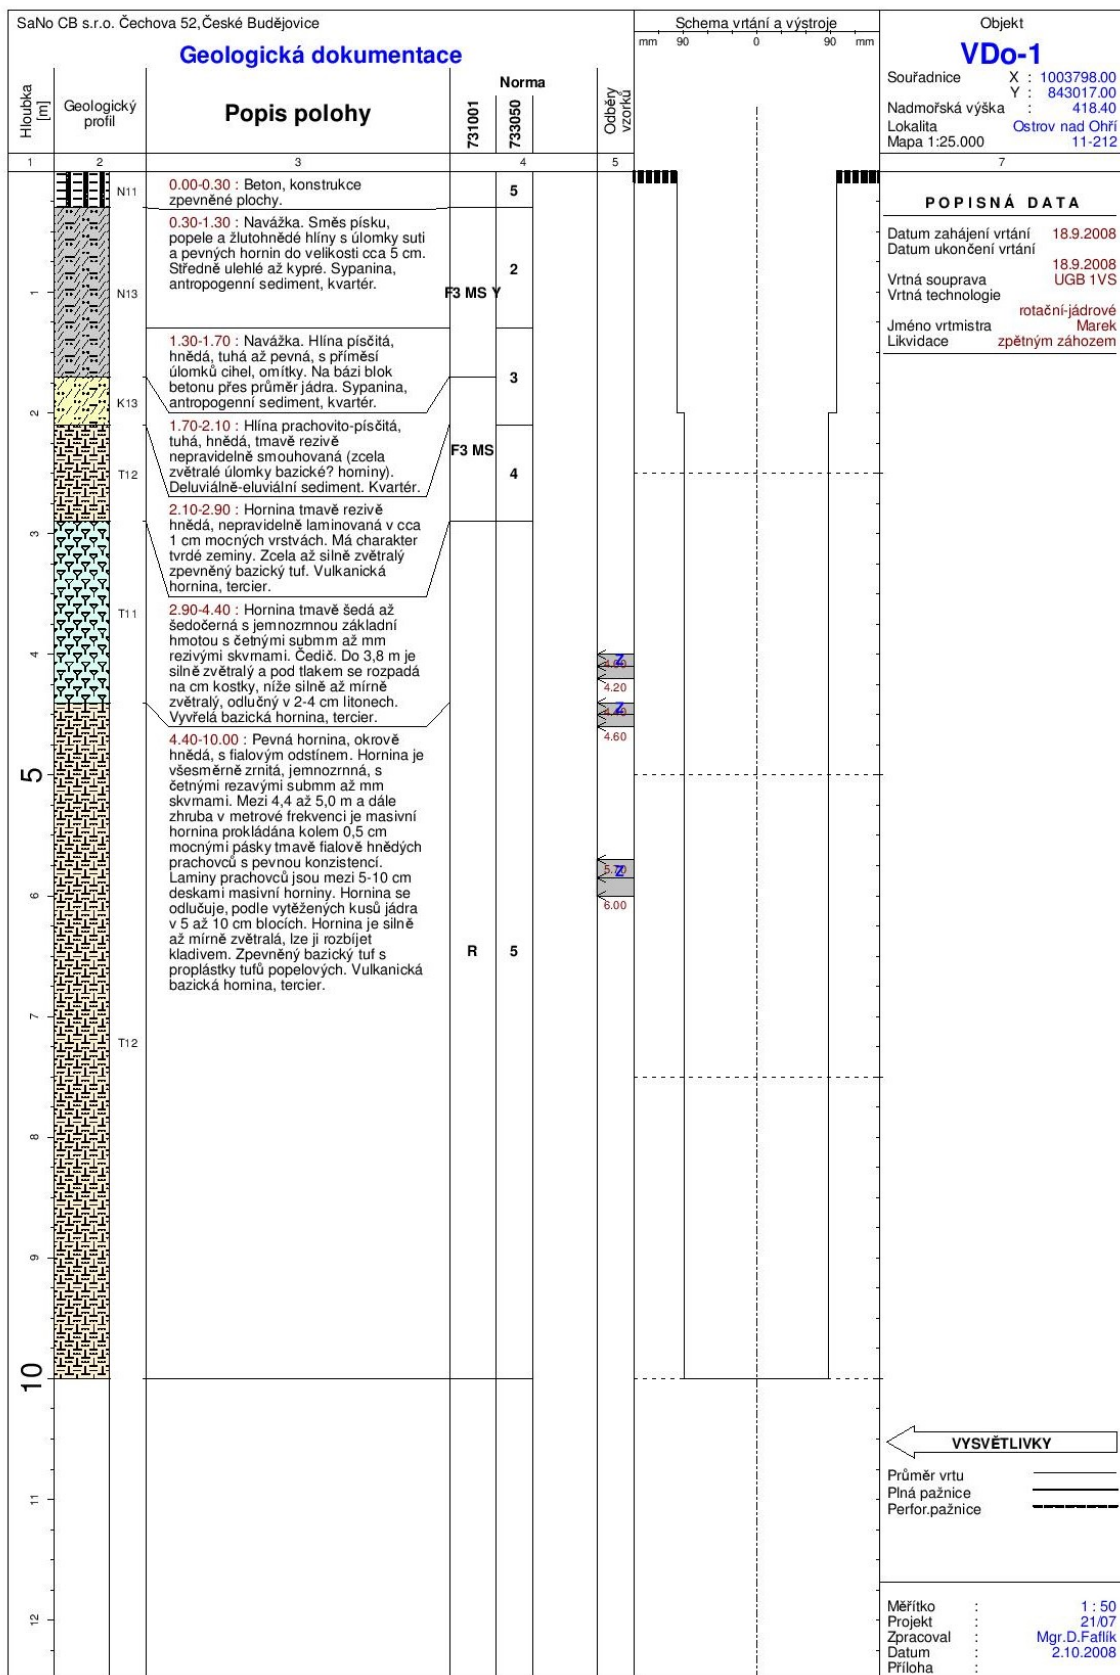 SaNo CB s.r.o. Čechova 52,České Budějovice
Geologická dokumentace
Hloubka [m]
Geologický
profil
Popis polohy
Norma
731001
733050
Odběry
vzorků
Schema vrtání a výstroje
mm 90 0 90 mm
Objekt
VDo-1
Souřadnice X : 1003798.00
Y : 843017.00
Nadmořská výška : 418.40
Lokalita Ostrov nad Ohří
Mapa 1:25.000 11-212
1 2 3 4 5 7
N11
0.00-0.30 : Beton, konstrukce
zpevněné plochy.
5
0.30-1.30 : Navážka. Směs písku,
popele a žlutohnědé hlíny s úlomky suti
a pevných hornin do velikosti cca 5 cm.
Středně ulehlé až kypré. Sypanina,
antropogenní sediment, kvartér.
2
1
N13
F3 MS Y
1.30-1.70 : Navážka. Hlína písčitá,
hnědá, tuhá až pevná, s příměsí
úlomků cihel, omítky. Na bázi blok
betonu přes průměr jádra. Sypanina,
antropogenní sediment, kvartér.
3
K13
2
1.70-2.10 : Hlína prachovito-písčitá,
tuhá, hnědá, tmavě rezivě
nepravidelně smouhovaná (zcela
zvětralé úlomky bazické? horniny).
Deluviálně-eluviální sediment. Kvartér.
F3 MS
4
T12
2.10-2.90 : Hornina tmavě rezivě
hnědá, nepravidelně laminovaná v cca
1 cm mocných vrstvách. Má charakter
tvrdé zeminy. Zcela až silně zvětralý
zpevněný bazický tuf. Vulkanická
hornina, tercier.
3
T11
2.90-4.40 : Hornina tmavě šedá až
šedočerná s jemnozrnnou základní
hmotou s četnými submm až mm
rezivými skvrnami. Čedič. Do 3,8 m je
silně zvětralý a pod tlakem se rozpadá
na cm kostky, níže silně až mírně
zvětralý, odlučný v 2-4 cm litonech.
Vyvřelá bazická hornina, tercier.
4
4.00 Z
4.20
4.40 Z
4.60
4.40-10.00 : Pevná hornina, okrově
hnědá, s fialovým odstínem. Hornina je
všesměrně zrnitá, jemnozrnná, s
četnými rezavými submm až mm
skvrnami. Mezi 4,4 až 5,0 m a dále
zhruba v metrové frekvenci je masivní
hornina prokládána kolem 0,5 cm
mocnými pásky tmavě fialově hnědých
prachovců s pevnou konzistencí.
Laminy prachovců jsou mezi 5-10 cm
deskami masivní horniny. Hornina se
odlučuje, podle vytěžených kusů jádra
v 5 až 10 cm blocích. Hornina je silně
až mírně zvětralá, lze ji rozbíjet
kladivem. Zpevněný bazický tuf s
proplástky tufů popelových. Vulkanická
bazická hornina, tercier.
5
5.70 Z
6.00
6
R
5
7
T12
8
9
10
11
12
POPISNÁ DATA
Datum zahájení vrtání 18.9.2008
Datum ukončení vrtání
18.9.2008
Vrtná souprava UGB 1VS
Vrtná technologie
rotační-jádrové
Jméno vrtmistra Marek
Likvidace zpětným záhozem
VYSVĚTLIVKY
Průměr vrtu
Plná pažnice
Perfor.pažnice
Měřítko : 1 : 50
Projekt : 21/07
Zpracoval : Mgr.D.Faflík
Datum : 2.10.2008
Příloha :